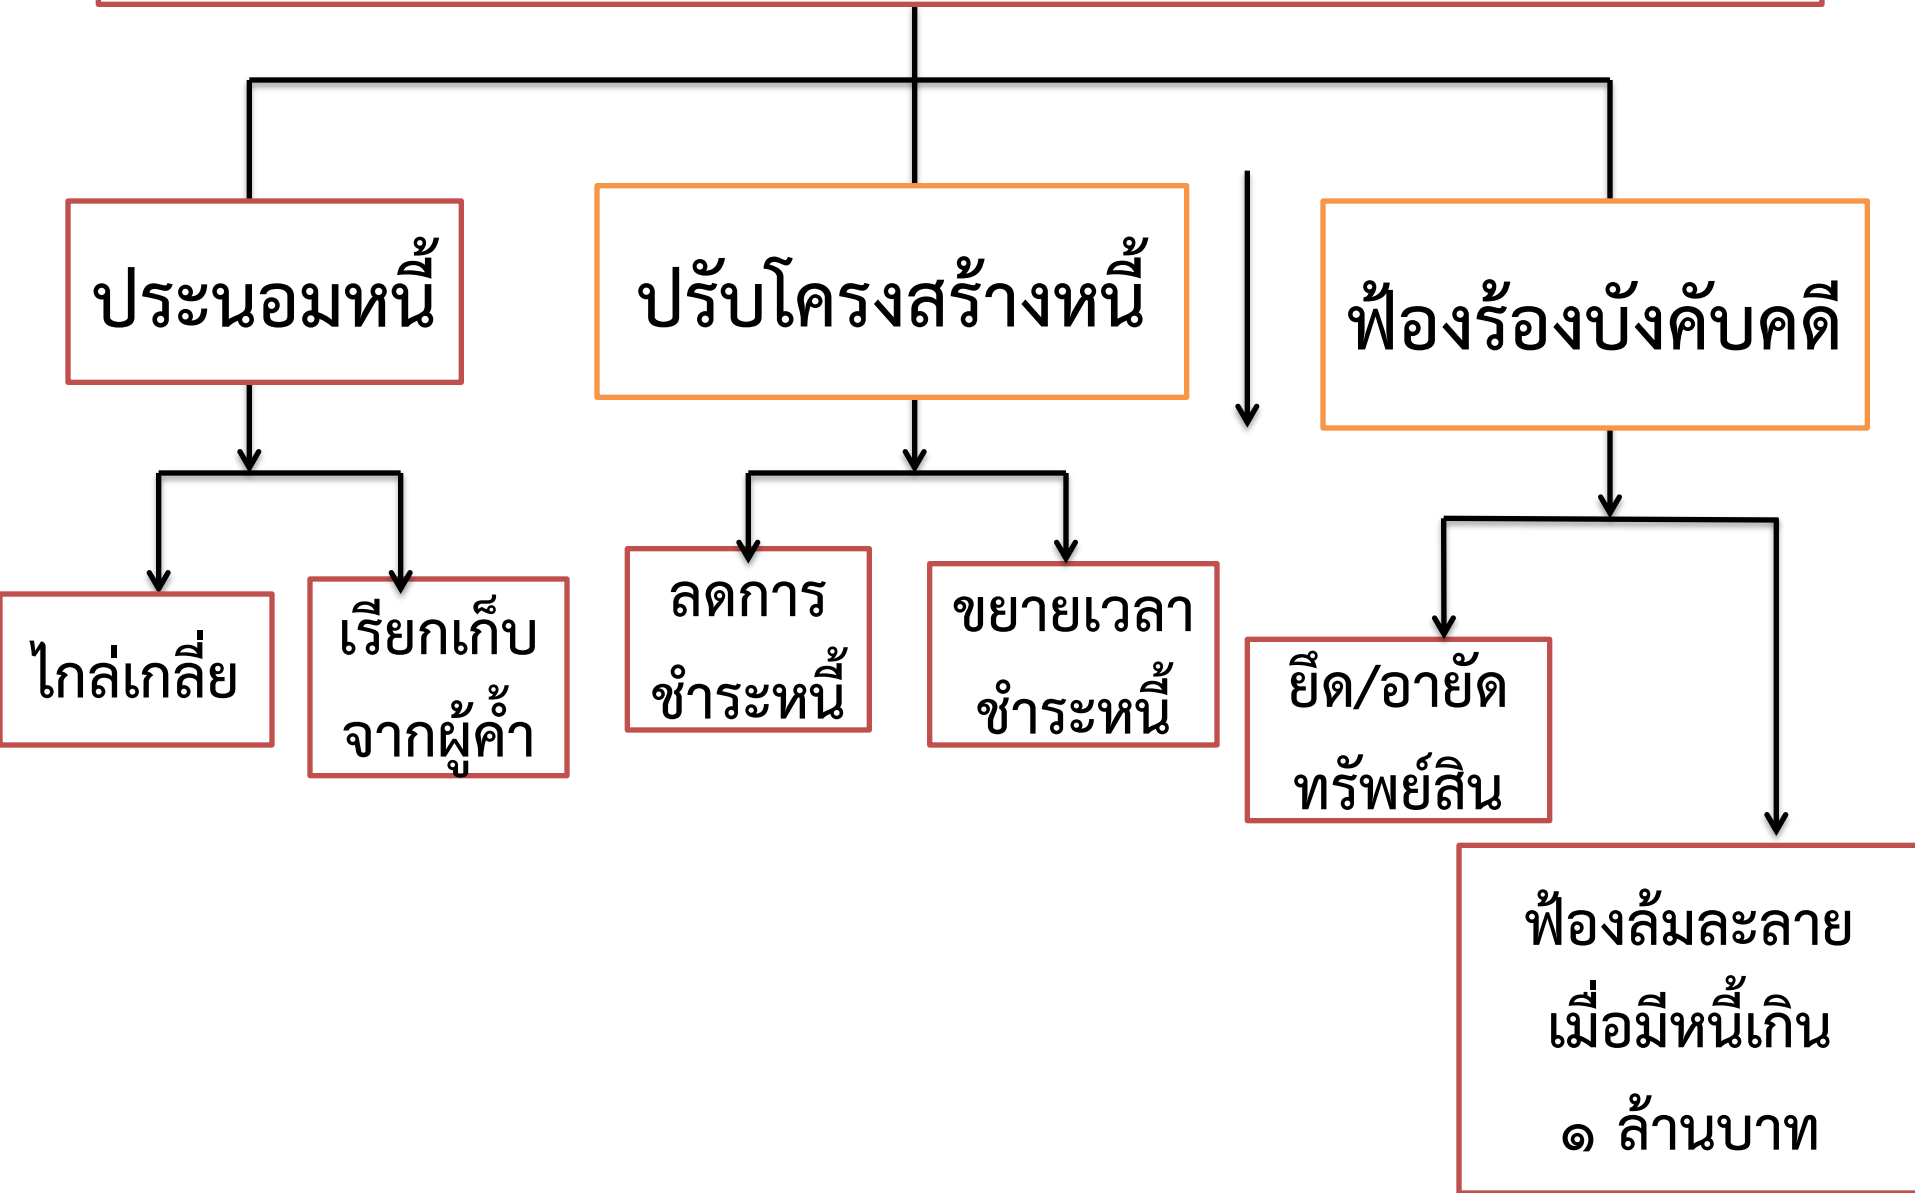 ประนอมหนี้
ปรับโครงสร้างหนี้
ฟ้องร้องบังคับคดี
ไกล่เกลี่ย
เรียกเก็บ
จากผู้ค้ำ
ลดการ
ชำระหนี้
ขยายเวลา
ชำระหนี้
ยึด/อายัด
ทรัพย์สิน
ฟ้องล้มละลาย
เมื่อมีหนี้เกิน
๑ ล้านบาท